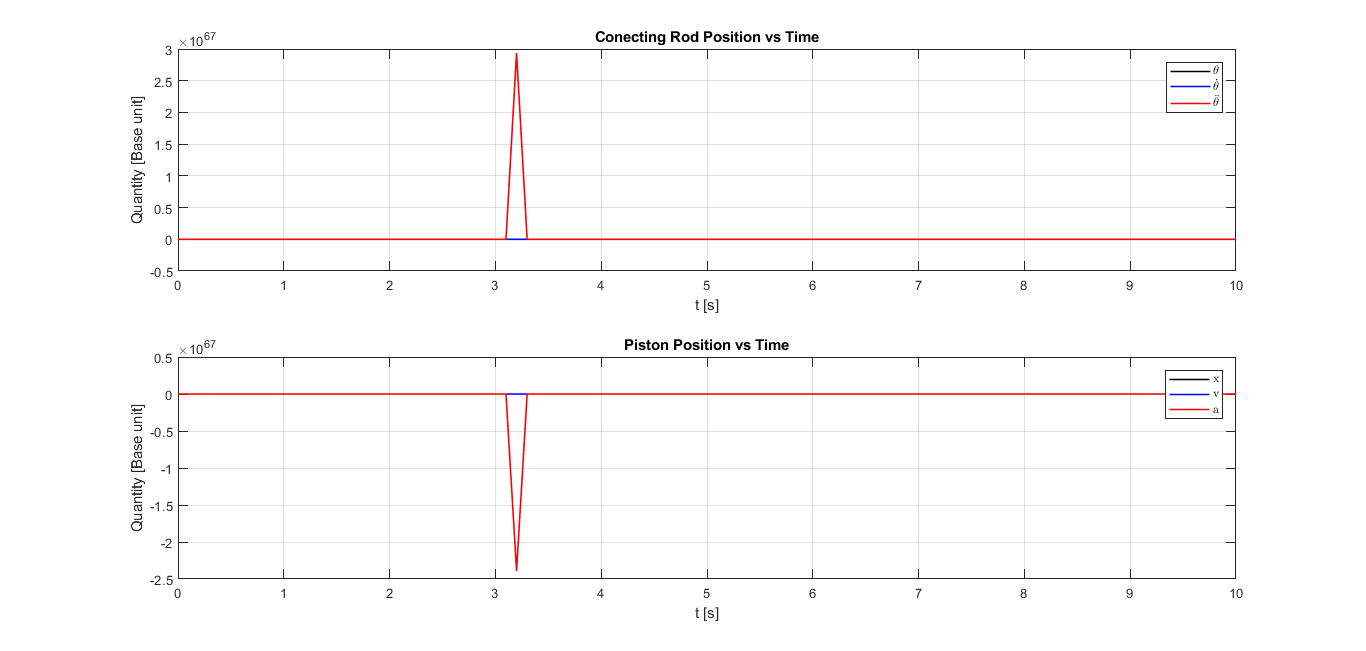 Conecting Rod Position vs Time
×10^67
3
2.5
2
1.5
1
0.5
0
-0.5
Quantity [Base unit]
0 1 2 3 4 5 6 7 8 9 10
t [s]
θ
θ̇
θ̈
Piston Position vs Time
×10^67
0.5
0
-0.5
-1
-1.5
-2
-2.5
Quantity [Base unit]
0 1 2 3 4 5 6 7 8 9 10
t [s]
x
v
a